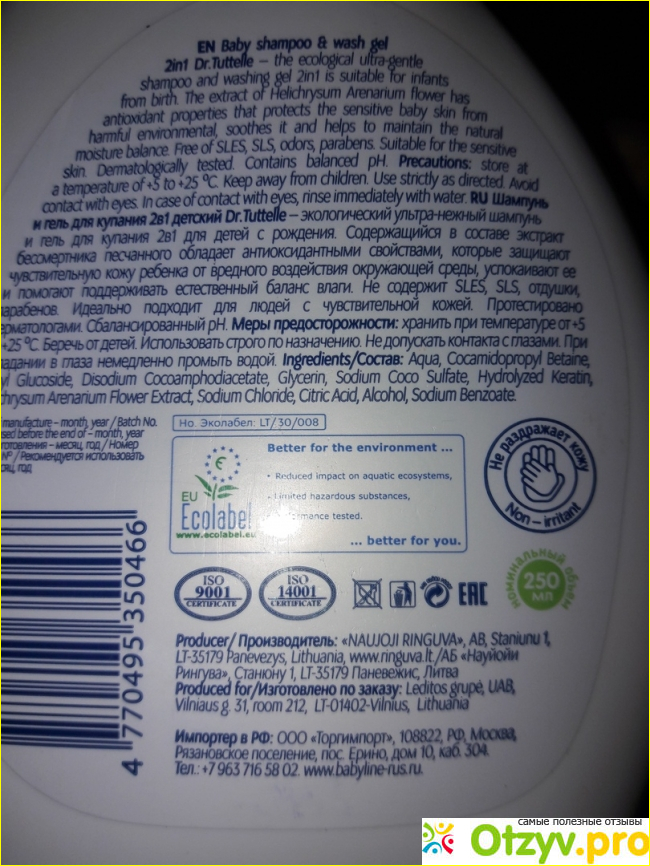 EN Baby shampoo & wash gel
2in1 Dr.Tuttelle – the ecological ultra-gentle
shampoo and washing gel 2in1 is suitable for infants
from birth. The extract of Helichrysum Arenarium flower has
antioxidant properties that protects the sensitive baby skin from
harmful environmental, soothes it and helps to maintain the natural
moisture balance. Free of SLES, SLS, odors, parabens. Suitable for the sensitive
skin. Dermatologically tested. Contains balanced pH. Precautions: store at
a temperature of +5 to +25 °C. Keep away from children. Use strictly as directed. Avoid
contact with eyes. In case of contact with eyes, rinse immediately with water. RU Шампунь
и гель для купания 2в1 детский Dr.Tuttelle – экологический ультра-нежный шампунь
и гель для купания 2в1 для детей с рождения. Содержащийся в составе экстракт
бессмертника песчанного обладает антиоксидантными свойствами, которые защищают
чувствительную кожу ребенка от вредного воздействия окружающей среды, успокаивают ее
и помогают поддерживать естественный баланс влаги. Не содержит SLES, SLS, отдушки,
арабенов. Идеально подходит для людей с чувствительной кожей. Протестировано
ерматологами. Сбалансированный pH. Меры предосторожности: хранить при температуре от +5
+25 °C. Беречь от детей. Использовать строго по назначению. Не допускать контакта с глазами. При
адании в глаза немедленно промыть водой. Ingredients/Состав: Aqua, Cocamidopropyl Betaine,
yl Glucoside, Disodium Cocoamphodiacetate, Glycerin, Sodium Coco Sulfate, Hydrolyzed Keratin,
chrysum Arenarium Flower Extract, Sodium Chloride, Citric Acid, Alcohol, Sodium Benzoate.
manufacture – month, year / Batch No.
sed before the end of – month, year
готовления – месяц, год / Номер
Nº / Рекомендуется использовать
сяц, год
Но. Эколабел: LT/30/008
Better for the environment ...
• Reduced impact on aquatic ecosystems,
• Limited hazardous substances,
tested.
... better for you.
EU
Ecolabel
www.ecolabel.eu
Не раздражает кожу
Non – irritant
ISO
9001
CERTIFICATE
ISO
14001
CERTIFICATE
EAC
номинальный объем
250
МЛ
4 770495 350466
Producer/ Производитель: «NAUJOJI RINGUVA», AB, Staniunu 1,
LT-35179 Panevezys, Lithuania, www.ringuva.lt /АБ «Науйойи
Рингува», Станюну 1, LT-35179 Паневежис, Литва
Produced for/Изготовлено по заказу: Leditos grupė, UAB,
Vilniaus g. 31, room 212, LT-01402-Vilnius, Lithuania
Импортер в РФ: ООО «Торгимпорт», 108822, РФ, Москва,
Рязановское поселение, пос. Ерино, дом 10, каб. 304.
Тел.: +7 963 716 58 02. www.babyline-rus.ru.
самые полезные отзывы
Otzyv.pro